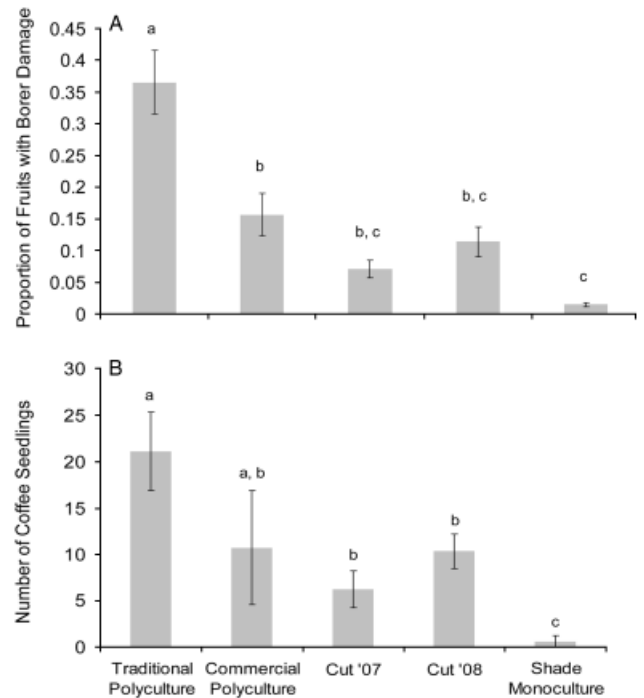 A
Proportion of Fruits with Borer Damage
0.45
0.4
0.35
0.3
0.25
0.2
0.15
0.1
0.05
0
a
b
b, c
b, c
c
B
Number of Coffee Seedlings
30
25
20
15
10
5
0
a
a, b
b
b
c
Traditional
Polyculture
Commercial
Polyculture
Cut '07
Cut '08
Shade
Monoculture